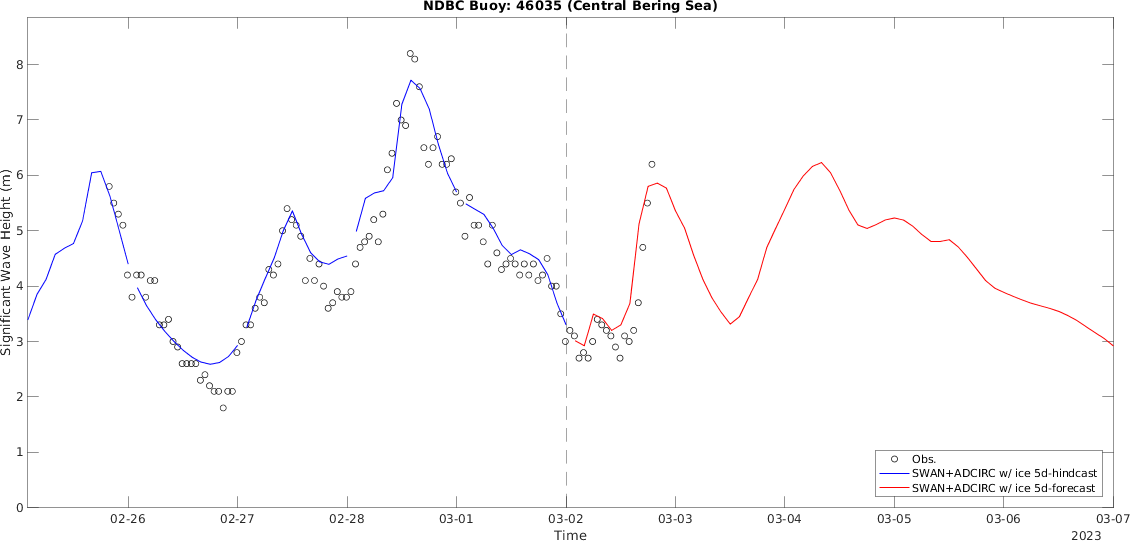 NDBC Buoy: 46035 (Central Bering Sea)
Significant Wave Height (m)
8
7
6
5
4
3
2
1
0
Obs.
SWAN+ADCIRC w/ ice 5d-hindcast
SWAN+ADCIRC w/ ice 5d-forecast
02-26 02-27 02-28 03-01 03-02 03-03 03-04 03-05 03-06 03-07
Time
2023